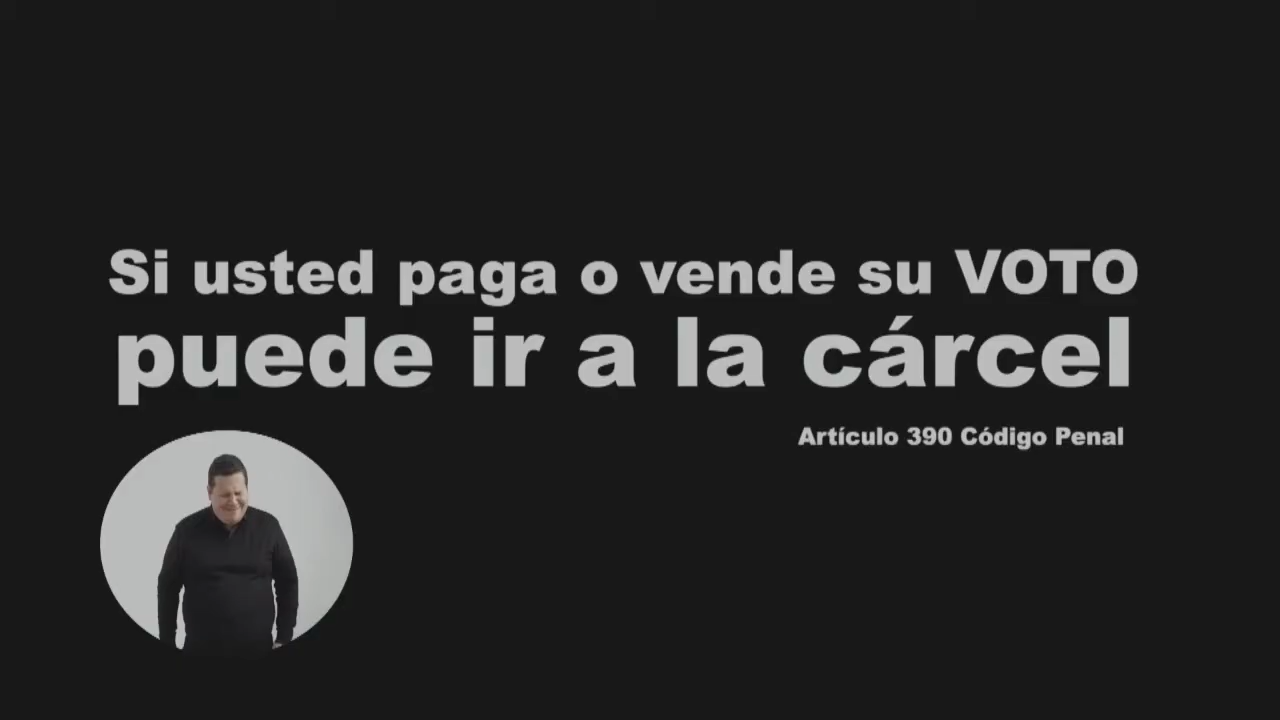 Si usted paga o vende su VOTO
puede ir a la cárcel
Artículo 390 Código Penal